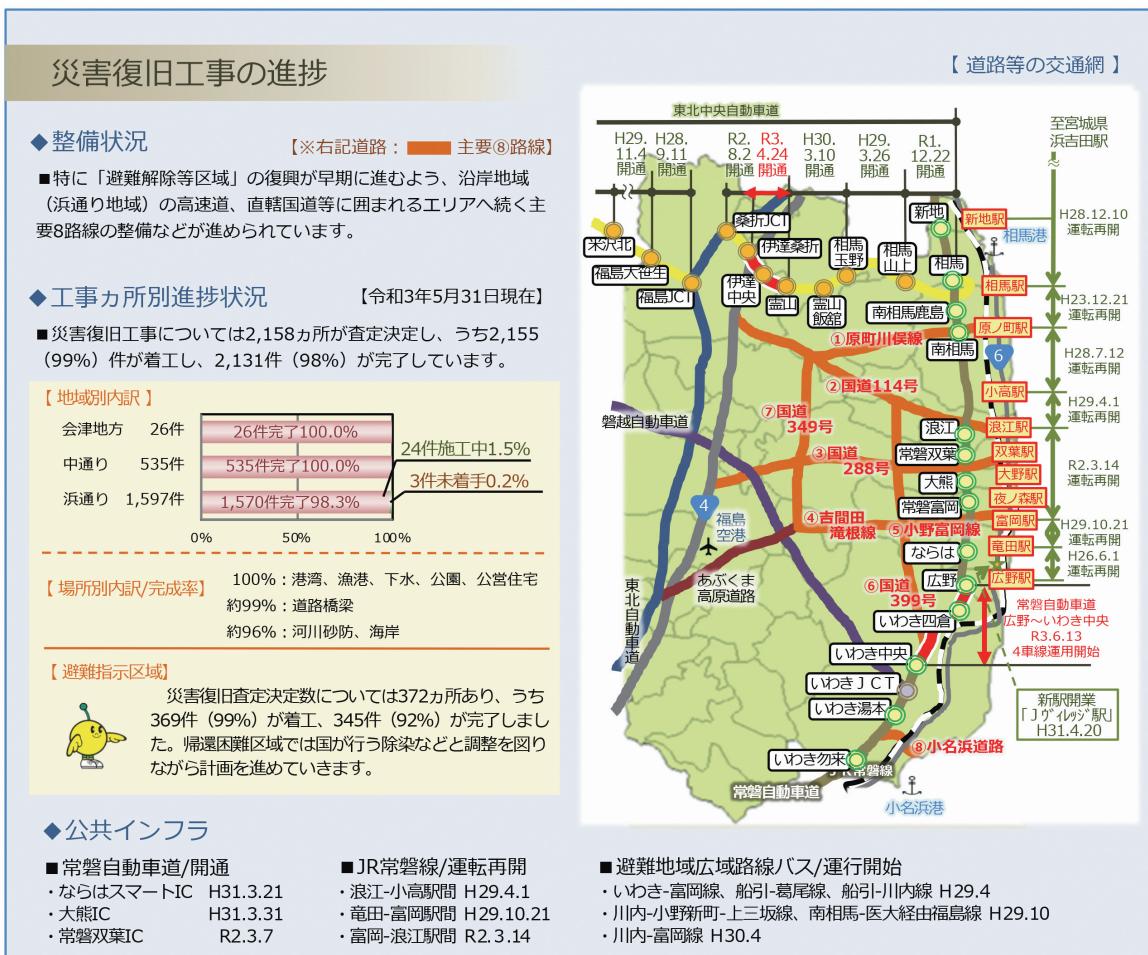 災害復旧工事の進捗
◆整備状況
【※右記道路： 主要⑧路線】
■特に「避難解除等区域」の復興が早期に進むよう、沿岸地域
（浜通り地域）の高速道、直轄国道等に囲まれるエリアへ続く主
要8路線の整備などが進められています。
◆工事ヵ所別進捗状況
【令和3年5月31日現在】
■災害復旧工事については2,158ヵ所が査定決定し、うち2,155
（99%）件が着工し、2,131件（98%）が完了しています。
【 地域別内訳 】
会津地方 26件
26件完了100.0%
中通り 535件
535件完了100.0%
浜通り 1,597件
1,570件完了98.3%
24件施工中1.5%
3件未着手0.2%
0% 50% 100%
【 場所別内訳/完成率】
100%：港湾、漁港、下水、公園、公営住宅
約99%：道路橋梁
約96%：河川砂防、海岸
【 避難指示区域】
災害復旧査定決定数については372ヵ所あり、うち
369件（99%）が着工、345件（92%）が完了しまし
た。帰還困難区域では国が行う除染などと調整を図り
ながら計画を進めていきます。
【 道路等の交通網 】
東北中央自動車道
H29.
11.4
開通
H28.
9.11
開通
R2.
8.2
開通
R3.
4.24
開通
H30.
3.10
開通
H29.
3.26
開通
R1.
12.22
開通
至宮城県
浜吉田駅
米沢北
福島大笹生
福島JCT
桑折JCT
伊達桑折
伊達
中央
霊山
霊山
飯舘
相馬
玉野
相馬
山上
新地
相馬
南相馬鹿島
南相馬
新地駅
相馬港
相馬駅
原ノ町駅
6
小高駅
浪江駅
双葉駅
大野駅
夜ノ森駅
富岡駅
竜田駅
広野駅
H28.12.10
運転再開
H23.12.21
運転再開
H28.7.12
運転再開
H29.4.1
運転再開
R2.3.14
運転再開
H29.10.21
運転再開
H26.6.1
運転再開
①原町川俣線
②国道114号
⑦国道
349号
③国道
288号
④吉間田
滝根線
⑤小野富岡線
⑥国道
399号
⑧小名浜道路
磐越自動車道
4
福島
空港
あぶくま
高原道路
東北自動車道
浪江
常磐双葉
大熊
常磐富岡
ならは
広野
いわき四倉
いわき中央
いわきＪＣＴ
いわき湯本
いわき勿来
JR常磐線
常磐自動車道
小名浜港
常磐自動車道
広野～いわき中央
R3.6.13
4車線運用開始
新駅開業
「Jヴィレッジ駅」
H31.4.20
◆公共インフラ
■常磐自動車道/開通
・ならはスマートIC H31.3.21
・大熊IC H31.3.31
・常磐双葉IC R2.3.7
■JR常磐線/運転再開
・浪江-小高駅間 H29.4.1
・竜田-富岡駅間 H29.10.21
・富岡-浪江駅間 R2.3.14
■避難地域広域路線バス/運行開始
・いわき-富岡線、船引-葛尾線、船引-川内線 H29.4
・川内-小野新町-上三坂線、南相馬-医大経由福島線 H29.10
・川内-富岡線 H30.4